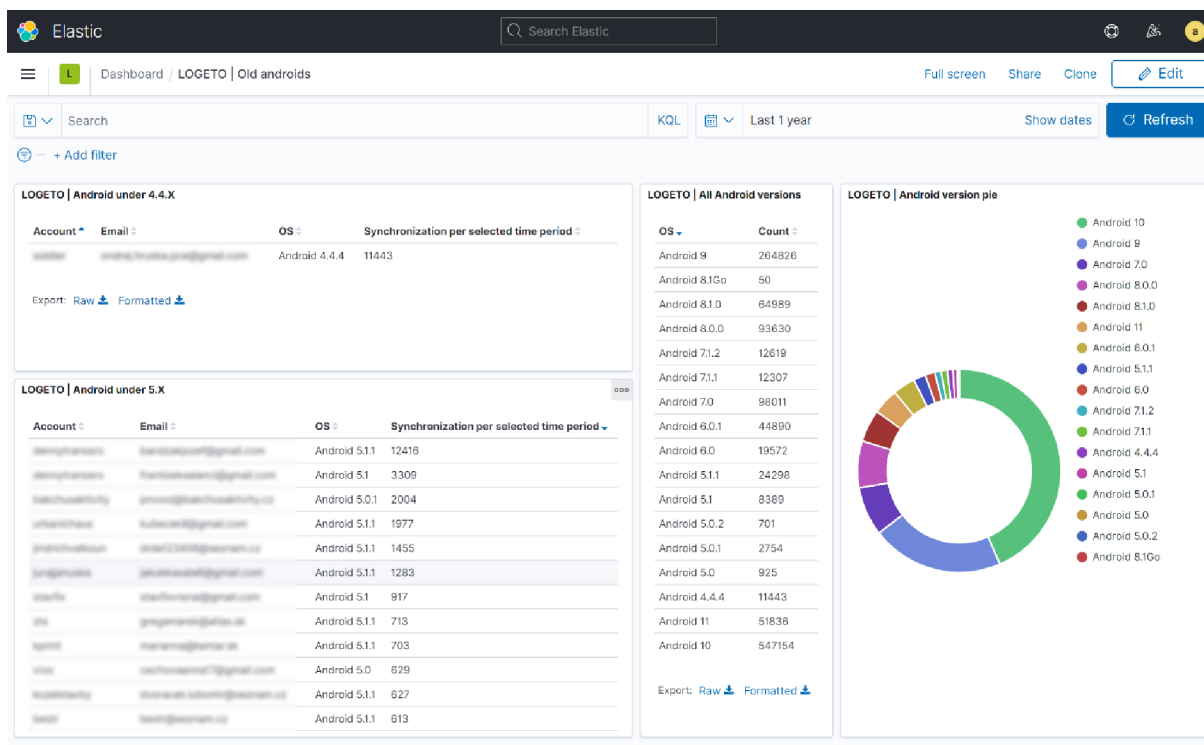 Elastic
Search Elastic
a
L
Dashboard / LOGETO | Old androids
Full screen Share Clone Edit
Search
KQL
Last 1 year
Show dates
Refresh
+ Add filter
LOGETO | Android under 4.4.X
Account Email OS Synchronization per selected time period
Android 4.4.4 11443
Export: Raw Formatted
LOGETO | Android under 5.X
Account Email OS Synchronization per selected time period
Android 5.1.1 12416
Android 5.1 3309
Android 5.0.1 2004
Android 5.1.1 1977
Android 5.1.1 1455
Android 5.1.1 1283
Android 5.1 917
Android 5.1.1 713
Android 5.1.1 703
Android 5.0 629
Android 5.1.1 627
Android 5.1.1 613
LOGETO | All Android versions
OS Count
Android 9 264826
Android 8.1Go 50
Android 8.1.0 64989
Android 8.0.0 93630
Android 7.1.2 12619
Android 7.1.1 12307
Android 7.0 98011
Android 6.0.1 44890
Android 6.0 19572
Android 5.1.1 24298
Android 5.1 8389
Android 5.0.2 701
Android 5.0.1 2754
Android 5.0 925
Android 4.4.4 11443
Android 11 51836
Android 10 547154
Export: Raw Formatted
LOGETO | Android version pie
Android 10
Android 9
Android 7.0
Android 8.0.0
Android 8.1.0
Android 11
Android 6.0.1
Android 5.1.1
Android 6.0
Android 7.1.2
Android 7.1.1
Android 4.4.4
Android 5.1
Android 5.0.1
Android 5.0
Android 5.0.2
Android 8.1Go